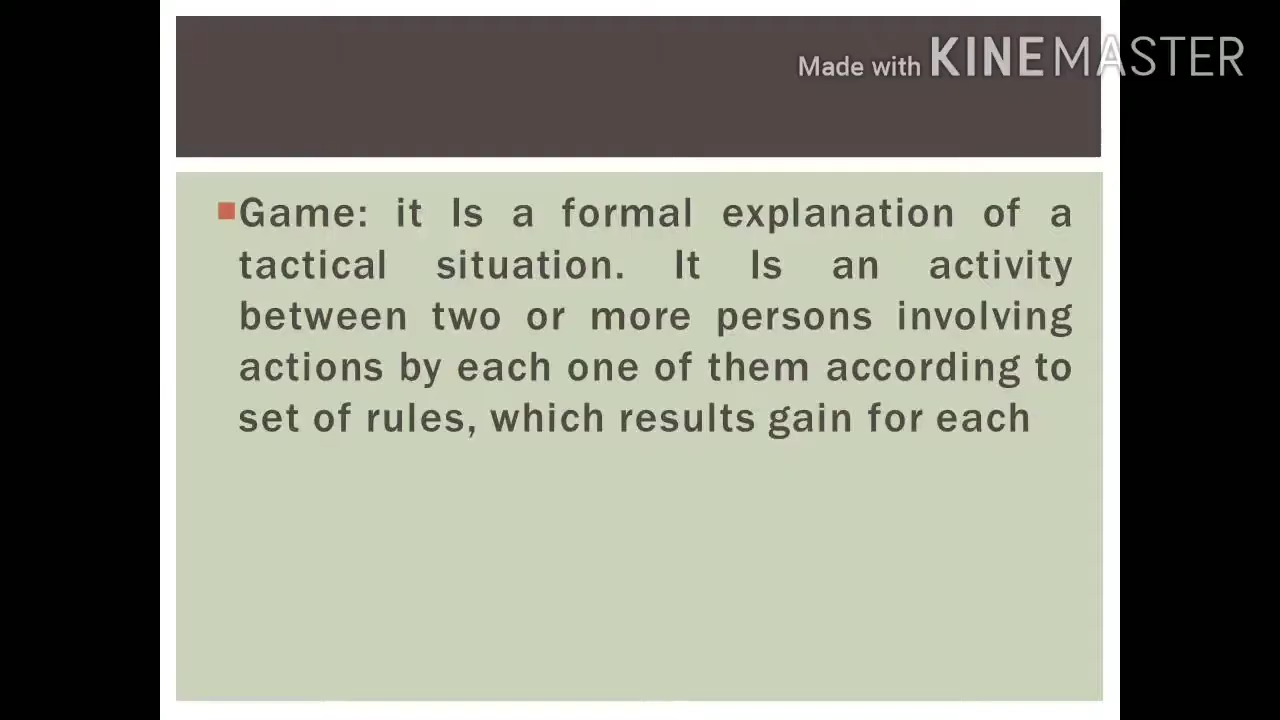 Made with KINEMASTER
Game: it Is a formal explanation of a
tactical situation. It Is an activity
between two or more persons involving
actions by each one of them according to
set of rules, which results gain for each